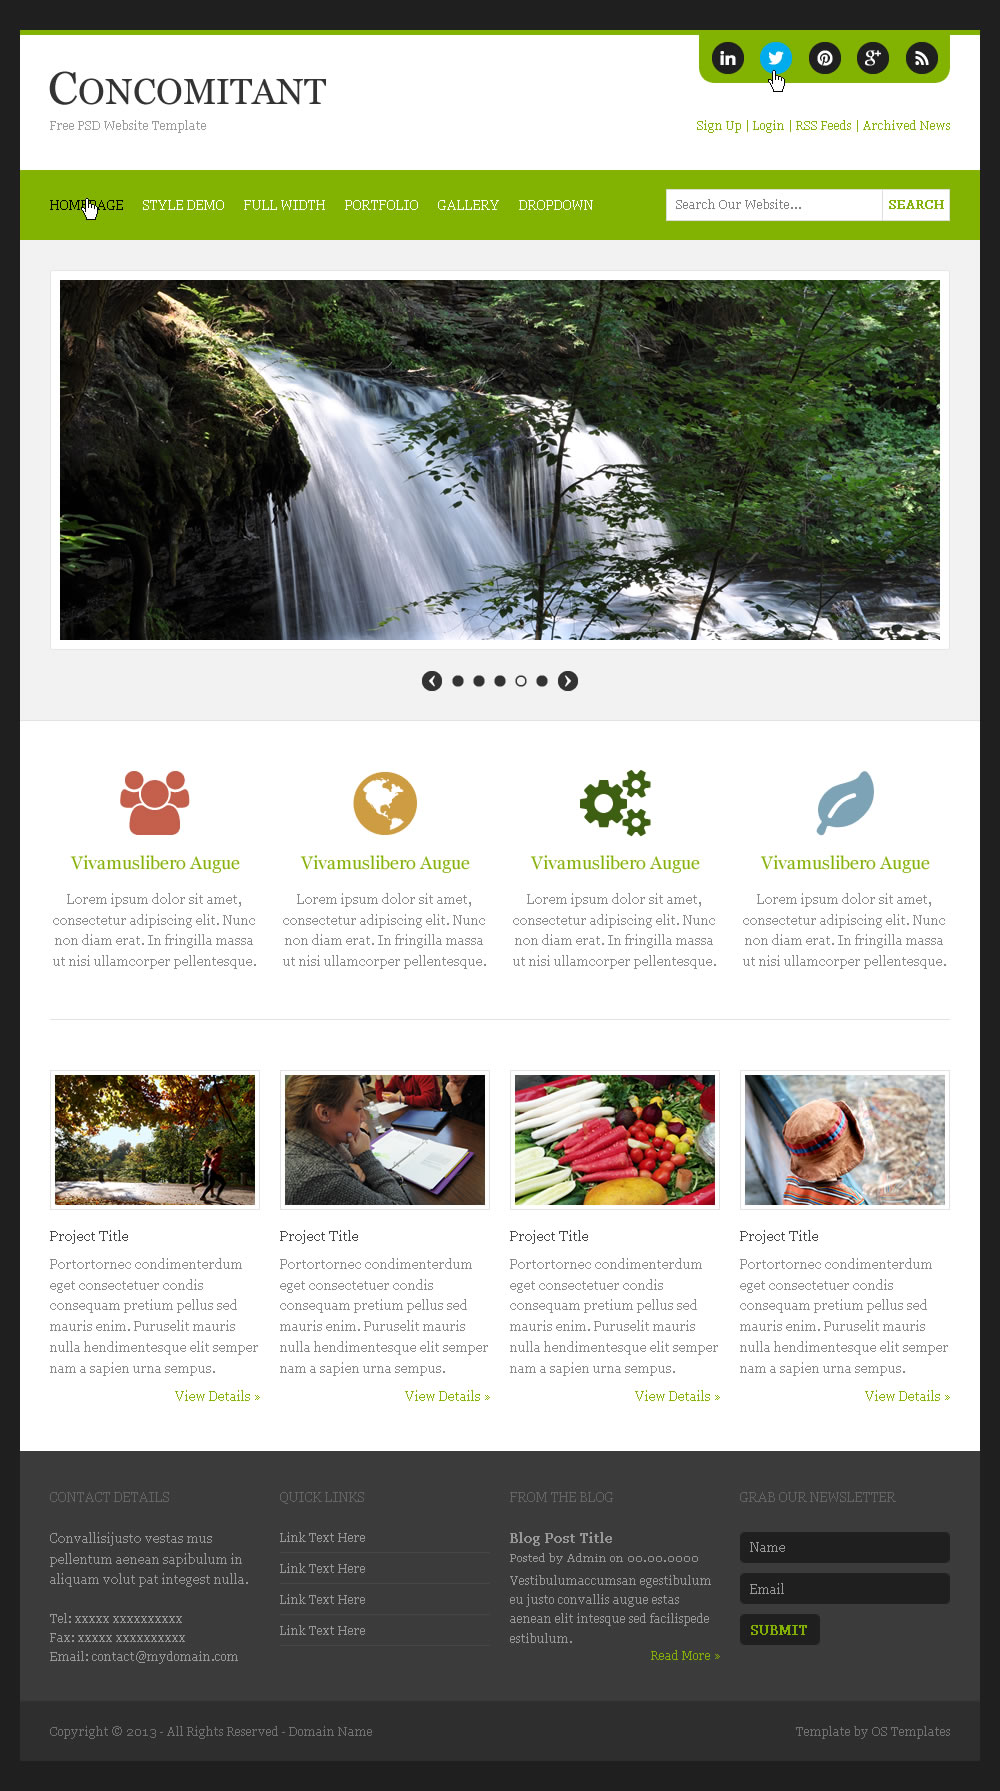 CONCOMITANT
Free PSD Website Template
Sign Up | Login | RSS Feeds | Archived News
HOMEPAGE STYLE DEMO FULL WIDTH PORTFOLIO GALLERY DROPDOWN
Search Our Website... SEARCH
Vivamuslibero Augue
Lorem ipsum dolor sit amet,
consectetur adipiscing elit. Nunc
non diam erat. In fringilla massa
ut nisi ullamcorper pellentesque.
Vivamuslibero Augue
Lorem ipsum dolor sit amet,
consectetur adipiscing elit. Nunc
non diam erat. In fringilla massa
ut nisi ullamcorper pellentesque.
Vivamuslibero Augue
Lorem ipsum dolor sit amet,
consectetur adipiscing elit. Nunc
non diam erat. In fringilla massa
ut nisi ullamcorper pellentesque.
Vivamuslibero Augue
Lorem ipsum dolor sit amet,
consectetur adipiscing elit. Nunc
non diam erat. In fringilla massa
ut nisi ullamcorper pellentesque.
Project Title
Portortornec condimenterdum
eget consectetuer condis
consequam pretium pellus sed
mauris enim. Puruselit mauris
nulla hendimentesque elit semper
nam a sapien urna sempus.
View Details »
Project Title
Portortornec condimenterdum
eget consectetuer condis
consequam pretium pellus sed
mauris enim. Puruselit mauris
nulla hendimentesque elit semper
nam a sapien urna sempus.
View Details »
Project Title
Portortornec condimenterdum
eget consectetuer condis
consequam pretium pellus sed
mauris enim. Puruselit mauris
nulla hendimentesque elit semper
nam a sapien urna sempus.
View Details »
Project Title
Portortornec condimenterdum
eget consectetuer condis
consequam pretium pellus sed
mauris enim. Puruselit mauris
nulla hendimentesque elit semper
nam a sapien urna sempus.
View Details »
CONTACT DETAILS
Convallisijusto vestas mus
pellentum aenean sapibulum in
aliquam volut pat integest nulla.
Tel: xxxxx xxxxxxxxxx
Fax: xxxxx xxxxxxxxxx
Email: contact@mydomain.com
QUICK LINKS
Link Text Here
Link Text Here
Link Text Here
Link Text Here
FROM THE BLOG
Blog Post Title
Posted by Admin on 00.00.0000
Vestibulumaccumsan egestibulum
eu justo convallis augue estas
aenean elit intesque sed facilispede
estibulum.
Read More »
GRAB OUR NEWSLETTER
Name
Email
SUBMIT
Copyright © 2013 - All Rights Reserved - Domain Name
Template by OS Templates